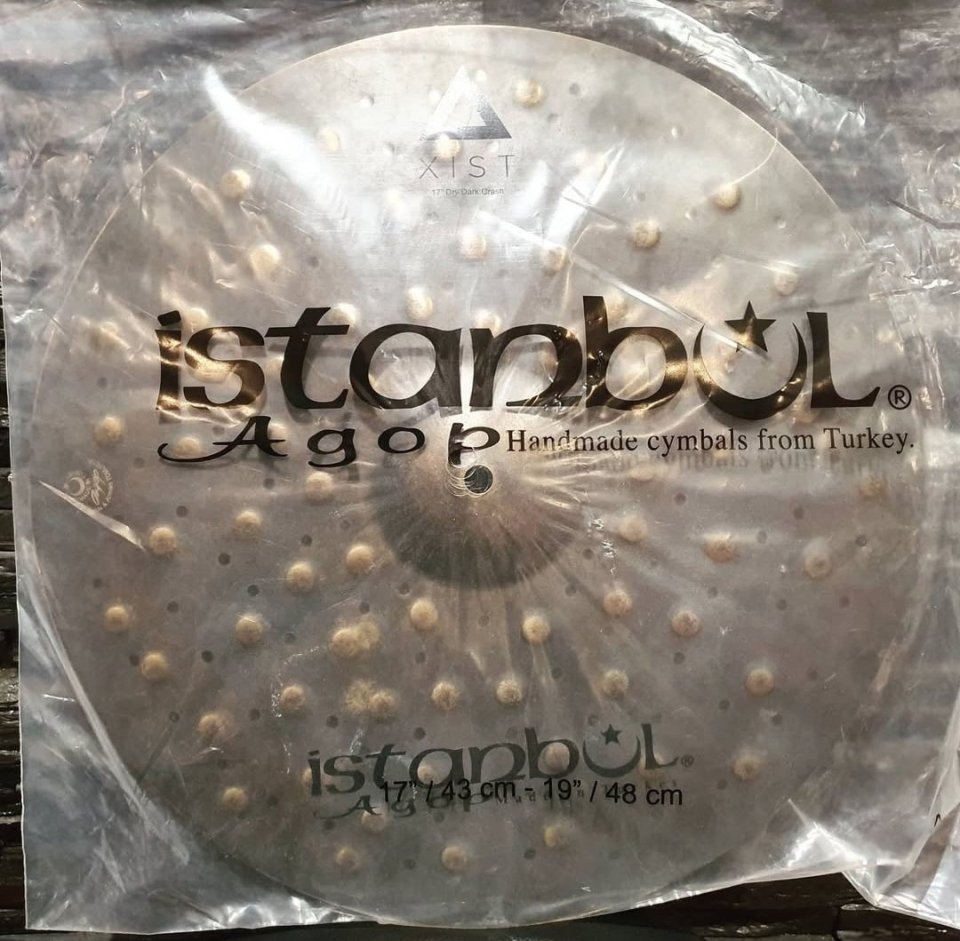 XIST
17" Dry Dark Crash
istanbul®
Agop Handmade cymbals from Turkey.
istanbul®
Agop
17” / 43 cm - 19” / 48 cm